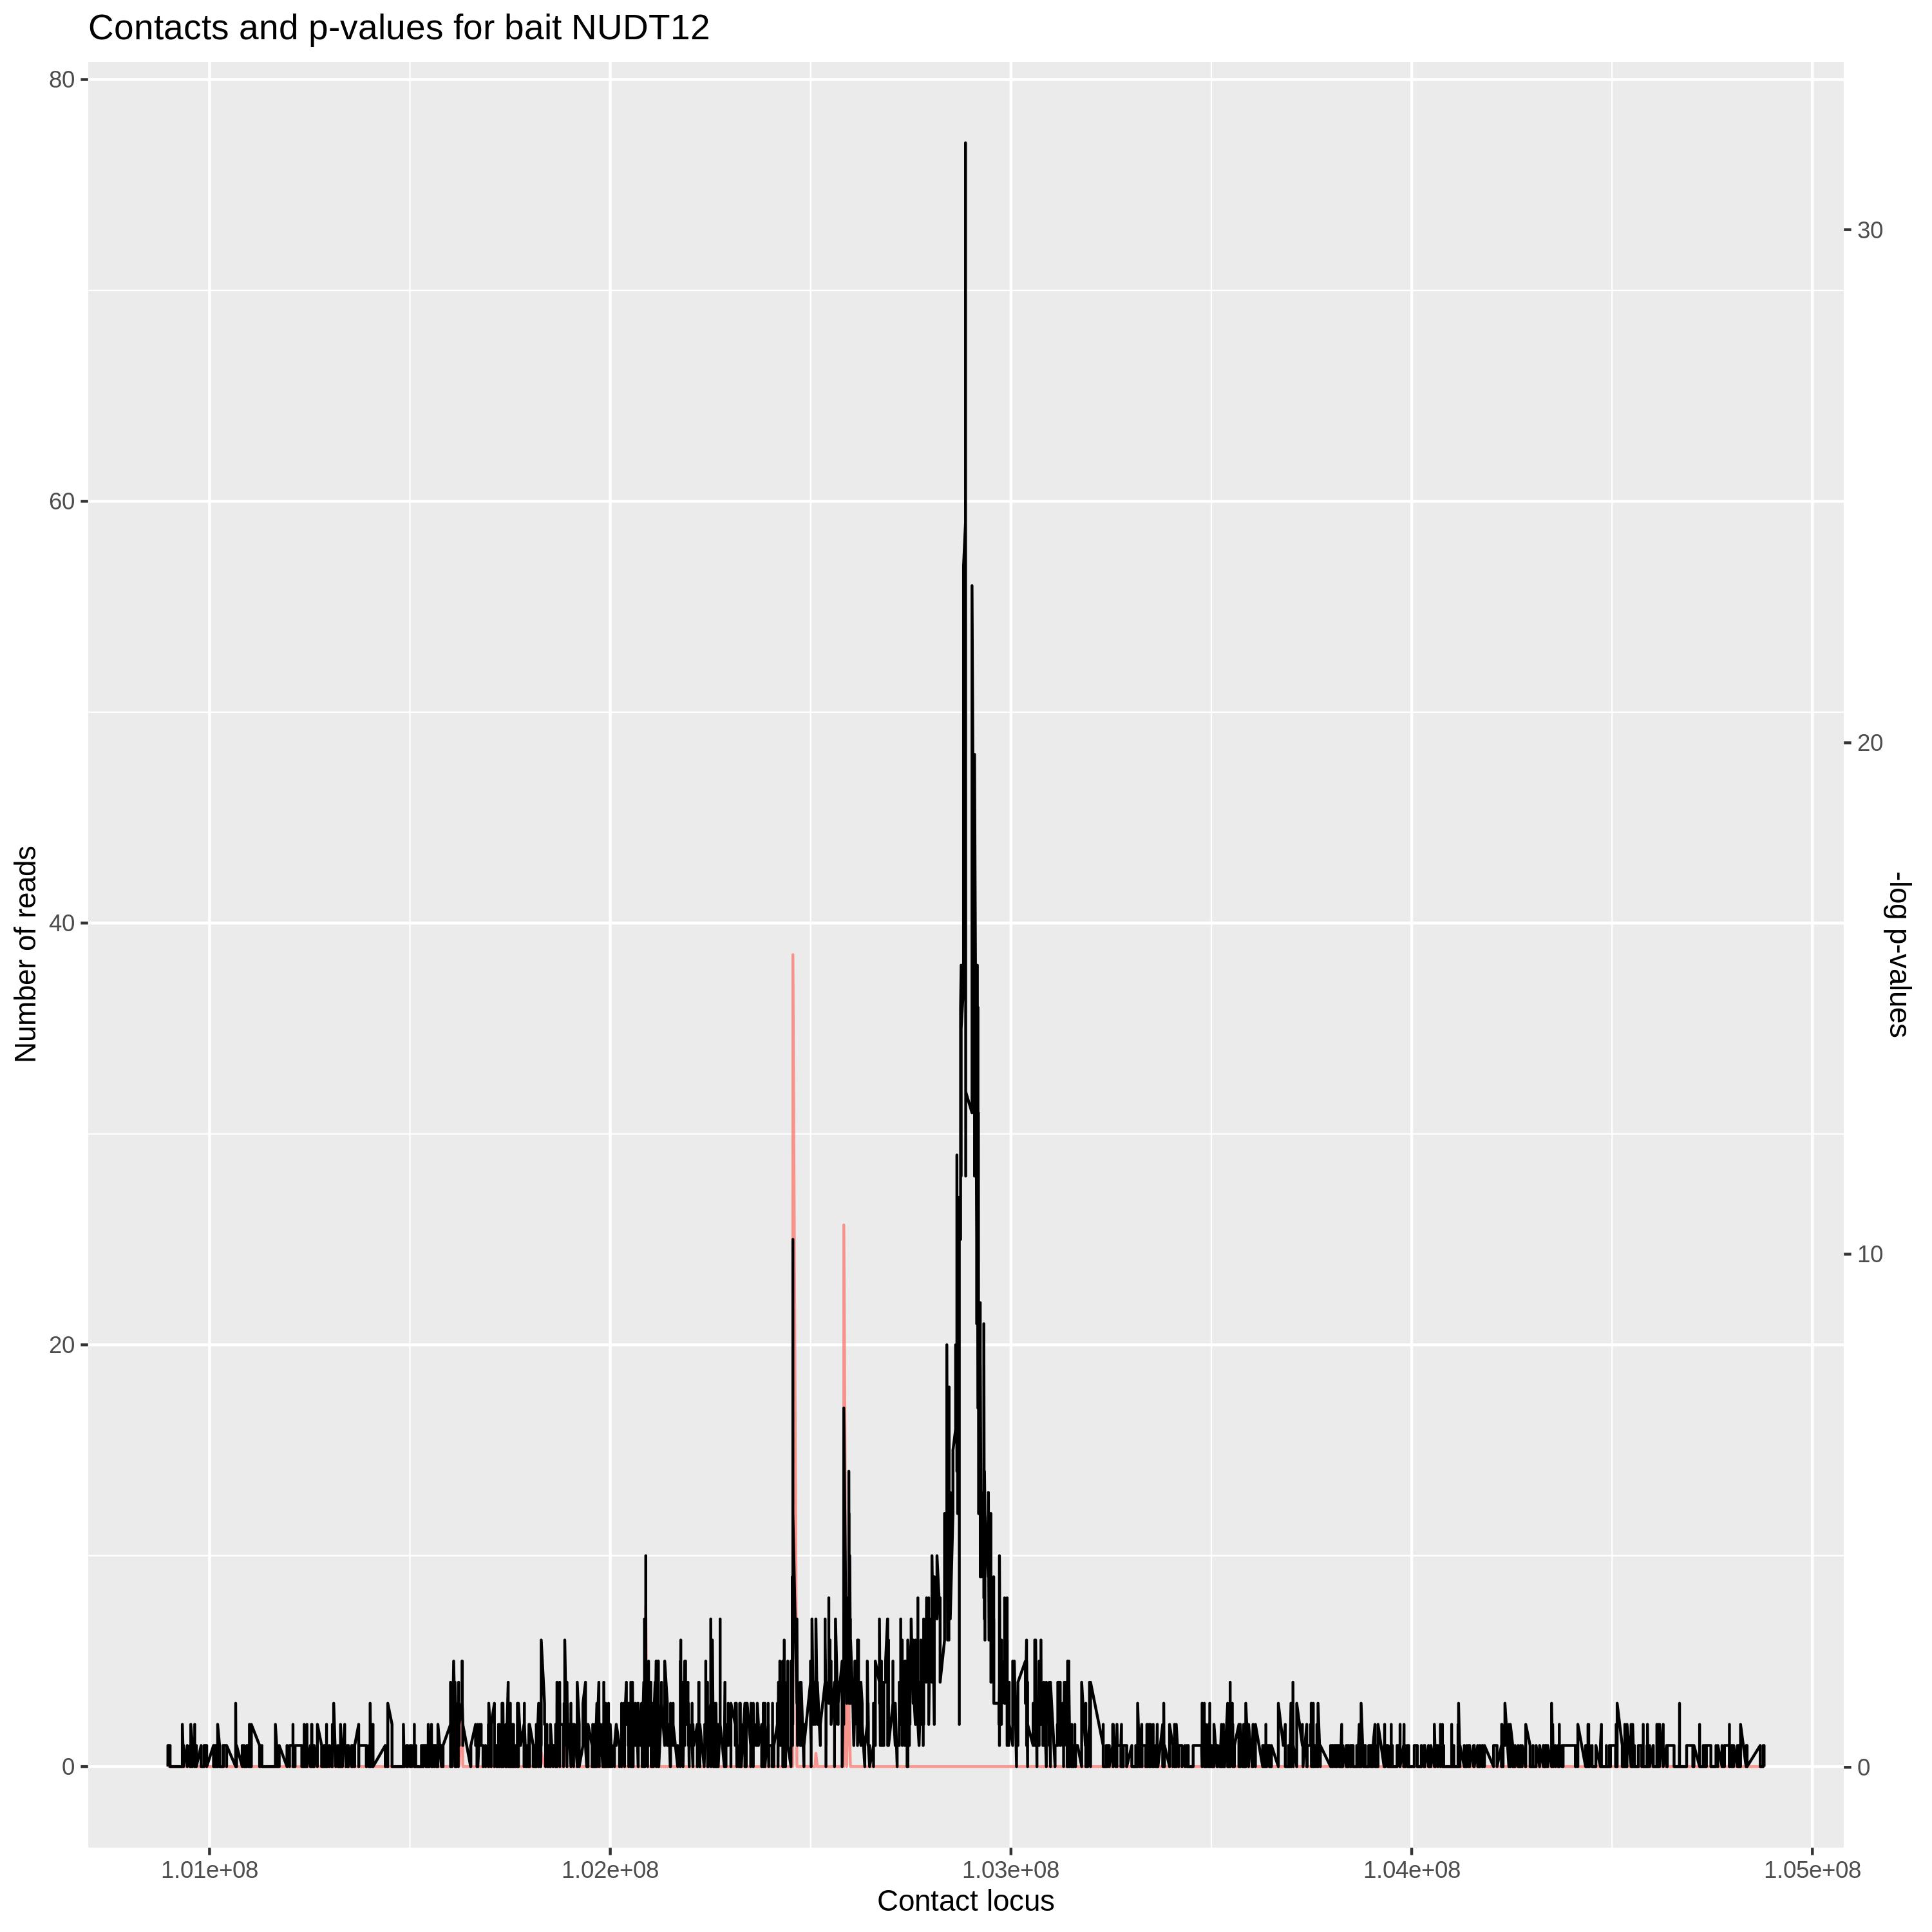 Contacts and p-values for bait NUDT12
80
60
40
20
0
Number of reads
30
20
10
0
-log p-values
1.01e+08 1.02e+08 1.03e+08 1.04e+08 1.05e+08
Contact locus